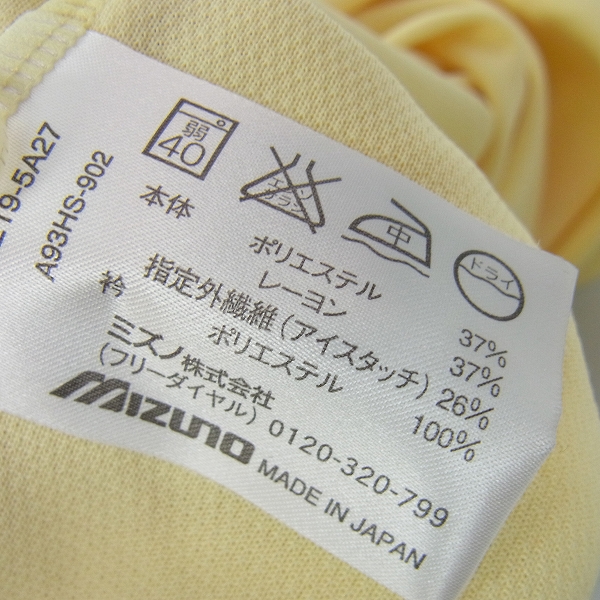 弱
40
エンソ
サラシ
中
ドライ
本体
ポリエステル 37%
レーヨン 37%
指定外繊維(アイスタッチ) 26%
衿 ポリエステル 100%
ミズノ株式会社
(フリーダイヤル) 0120-320-799
MIZUNO MADE IN JAPAN
A93HS-902
19-5A27